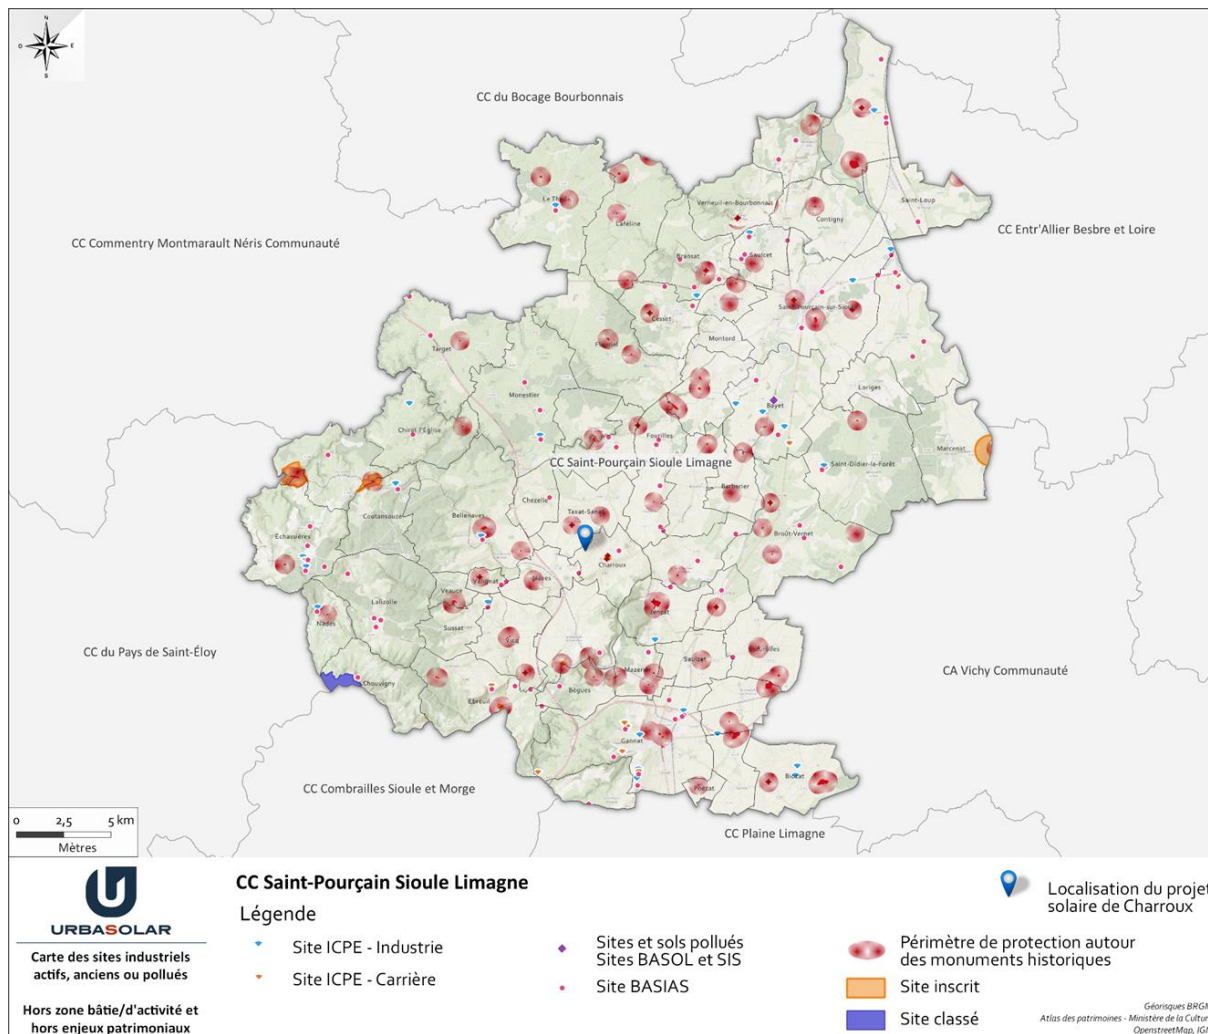 N
O
E
S
CC du Bocage Bourbonnais
CC Commentry Montmarault Néris Communauté
CC Entr'Allier Besbre et Loire
Le Theil
Lafeline
Verneuil-en-Bourbonnais
Contigny
Saint-Loup
Bransat
Saulcet
Cesset
Saint-Pourçain-sur-Sioule
Montord
Target
Monestier
Loriges
Bayet
Chirat-l'Église
Fourilles
Marcenat
CC Saint-Pourçain Sioule Limagne
Saint-Didier-la-Forêt
Coutansouze
Chezelle
Barberier
Bellenaves
Taxat-Senat
Échassières
Broût-Vernet
Charroux
Valignat
Naves
Veauce
Lalizolle
Jenzat
Sussat
Nades
Vicq
CC du Pays de Saint-Éloy
Saulzet
Mazerier
CA Vichy Communauté
Chouvigny
Ébreuil
Bègues
Gannat
Biozat
Poëzat
CC Combrailles Sioule et Morge
CC Plaine Limagne
0 2,5 5 km
Mètres
URBASOLAR
Carte des sites industriels
actifs, anciens ou pollués
Hors zone bâtie/d'activité et
hors enjeux patrimoniaux
CC Saint-Pourçain Sioule Limagne
Légende
Site ICPE - Industrie
Site ICPE - Carrière
Sites et sols pollués
Sites BASOL et SIS
Site BASIAS
Localisation du projet
solaire de Charroux
Périmètre de protection autour
des monuments historiques
Site inscrit
Site classé
Géorisques BRGM
Atlas des patrimoines - Ministère de la Cultur
OpenstreetMap, IGN